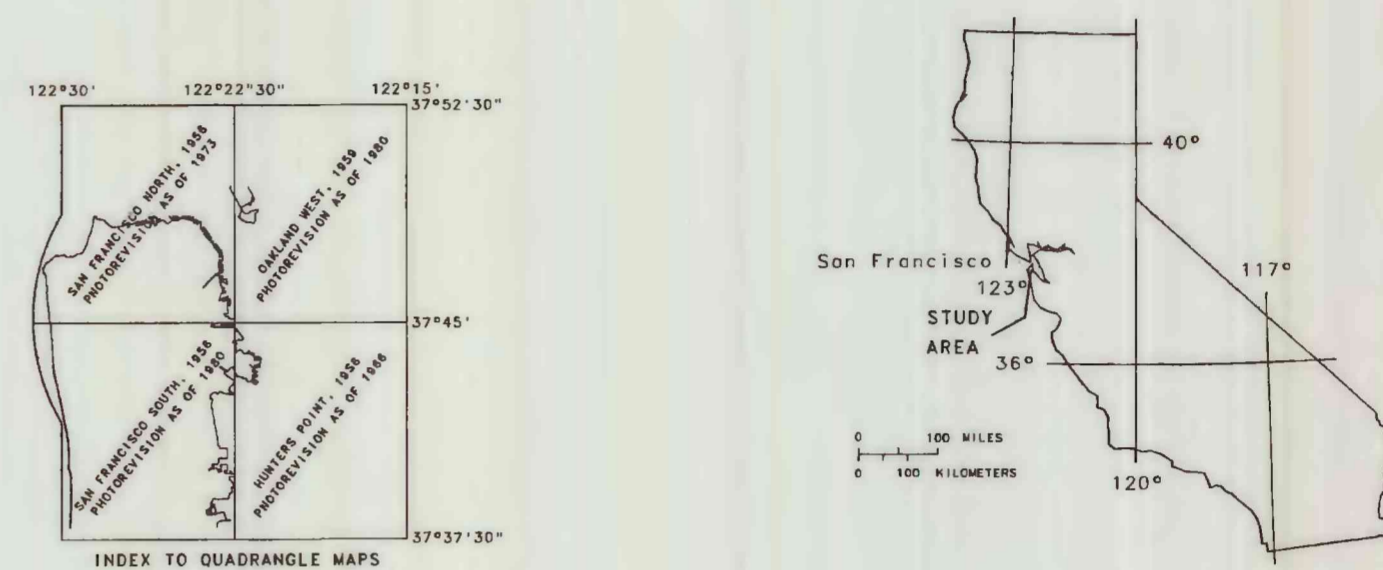 122°30'
122°22'30"
122°15'
37°52'30"
SAN FRANCISCO NORTH, 1956
PNOTOREVISION AS OF 1973
OAKLAND WEST, 1959
PHOTOREVISION AS OF 1980
37°45'
SAN FRANCISCO SOUTH, 1956
PHOTOREVISION AS OF 1980
HUNTERS POINT, 1956
PNOTOREVISION AS OF 1966
37°37'30"
INDEX TO QUADRANGLE MAPS
40°
San Francisco
123°
117°
STUDY
AREA
36°
0 100 MILES
0 100 KILOMETERS
120°